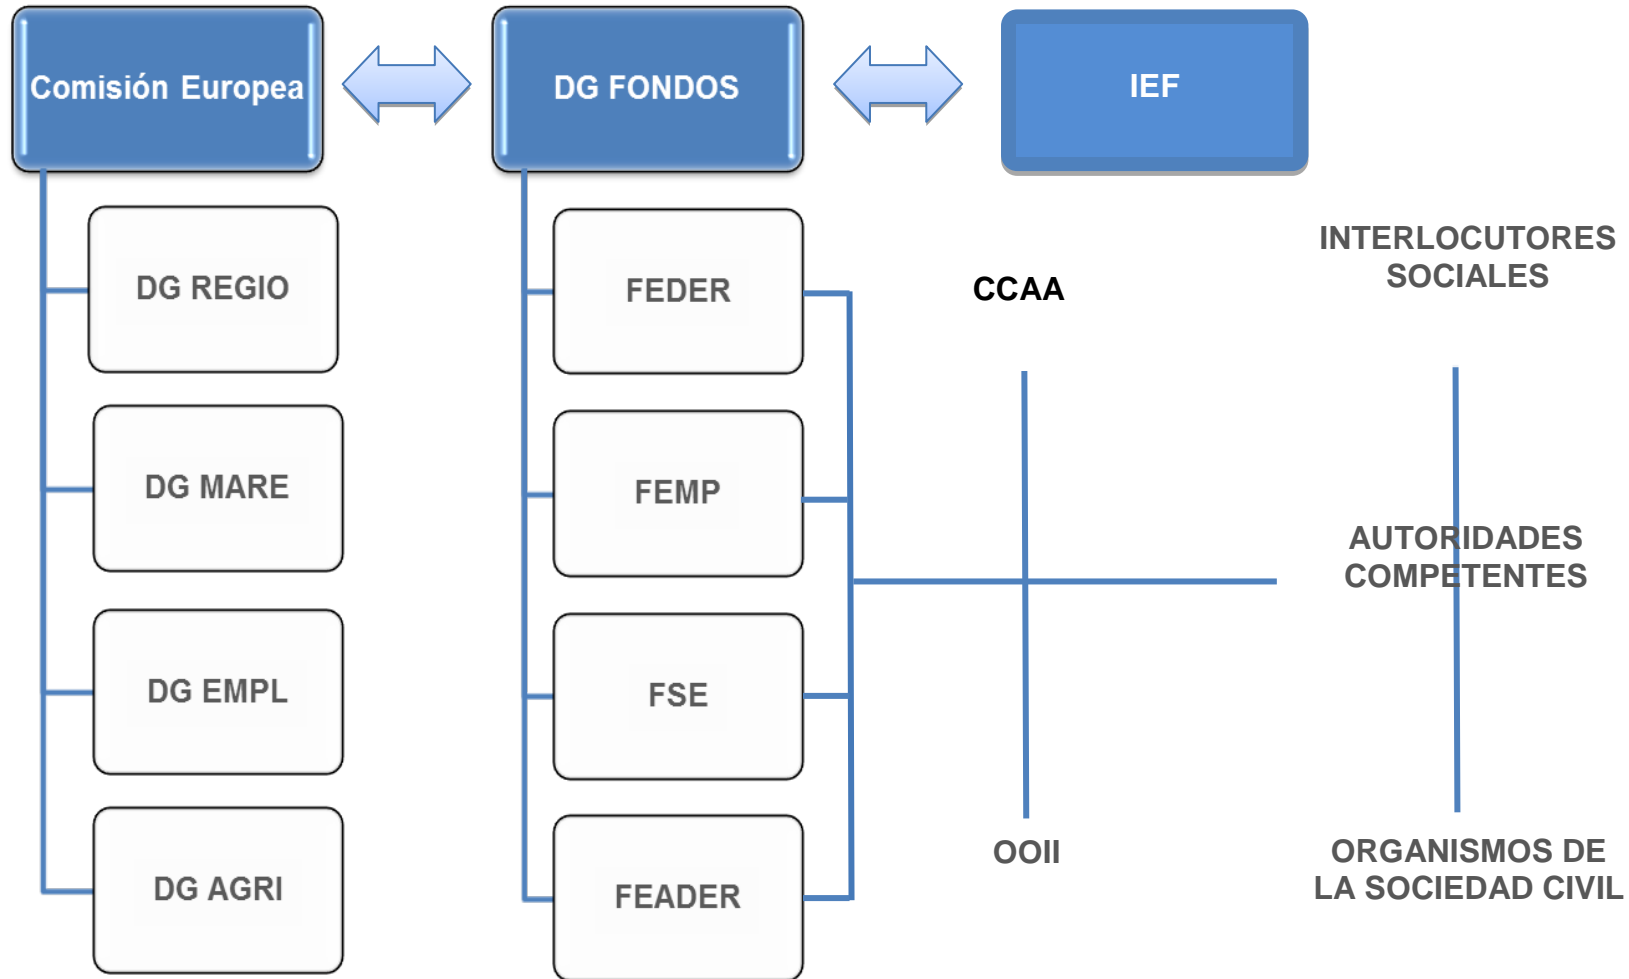 Comisión Europea
DG FONDOS
IEF
DG REGIO
DG MARE
DG EMPL
DG AGRI
FEDER
FEMP
FSE
FEADER
CCAA
OOII
INTERLOCUTORES
SOCIALES
AUTORIDADES
COMPETENTES
ORGANISMOS DE
LA SOCIEDAD CIVIL